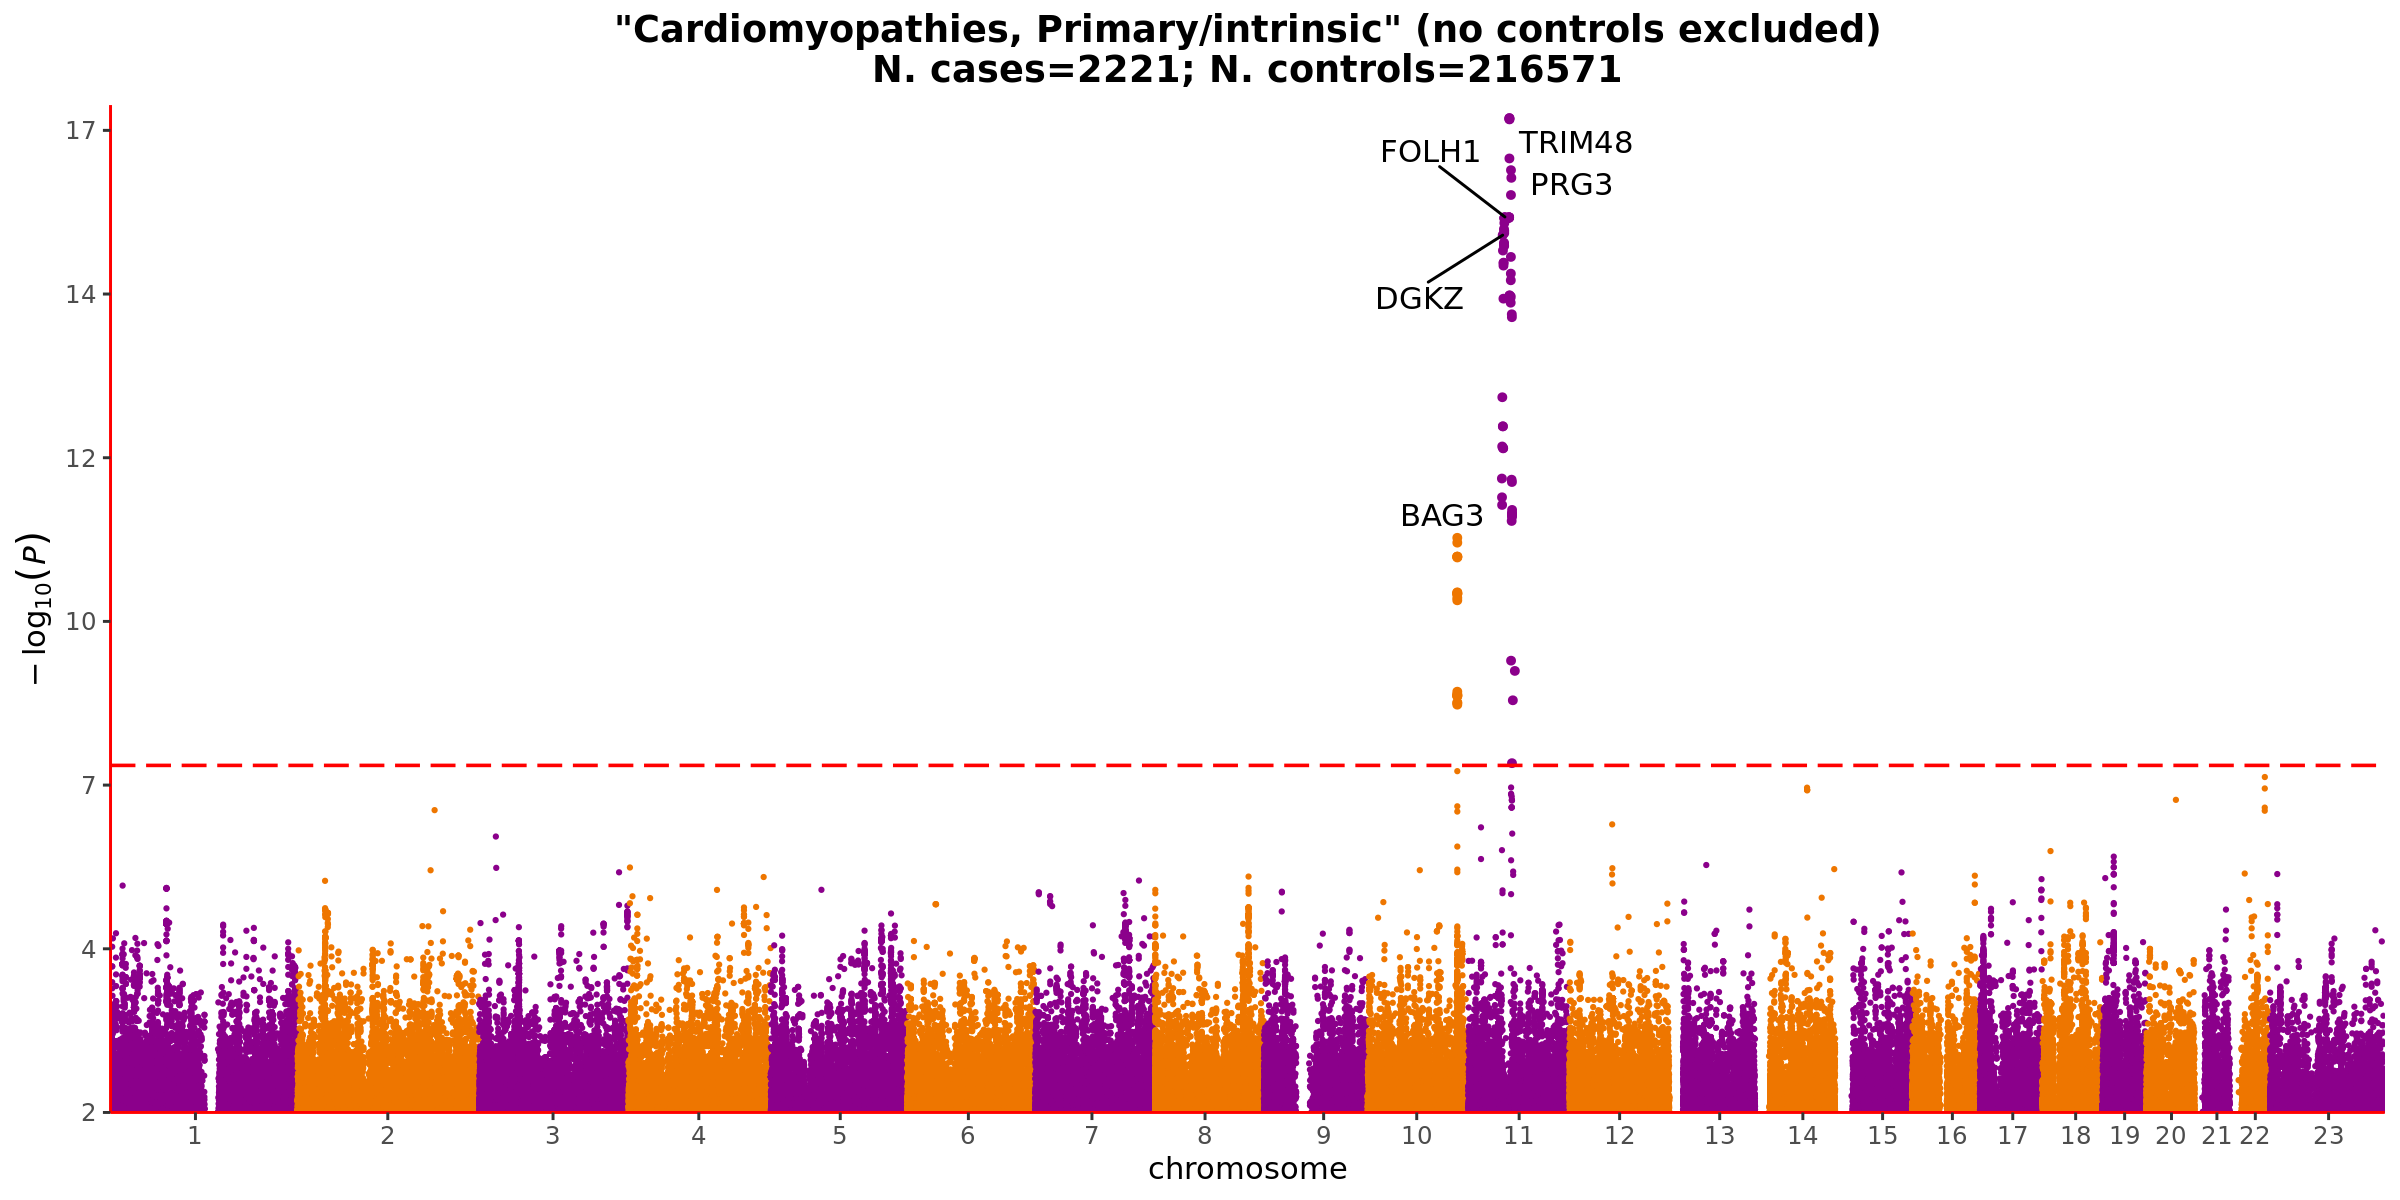 "Cardiomyopathies, Primary/intrinsic" (no controls excluded)
N. cases=2221; N. controls=216571
17
14
12
10
7
4
2
− log10(P)
FOLH1
TRIM48
PRG3
DGKZ
BAG3
1 2 3 4 5 6 7 8 9 10 11 12 13 14 15 16 17 18 19 20 21 22 23
chromosome